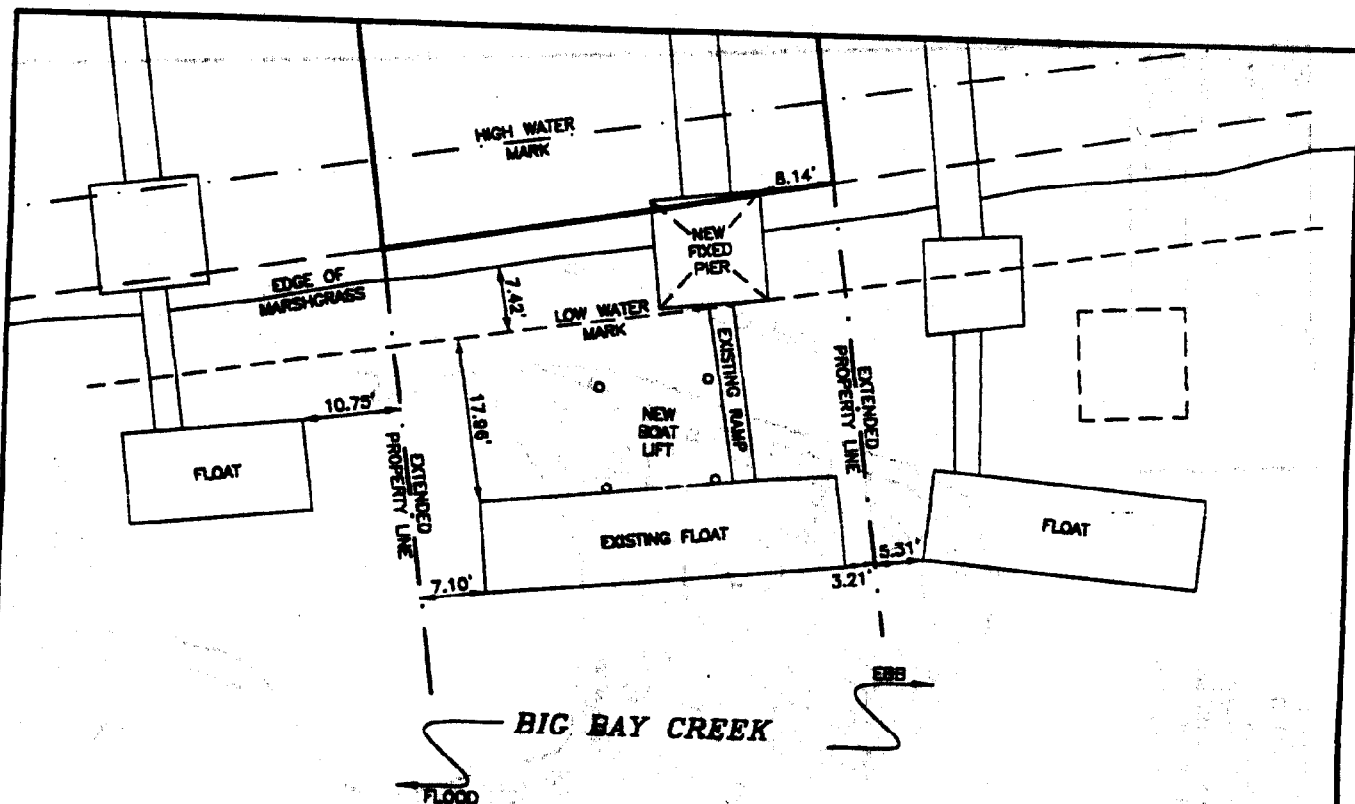 HIGH WATER
MARK
8.14'
NEW
FIXED
PIER
EDGE OF
MARSHGRASS
7.42'
LOW WATER
MARK
EXISTING RAMP
EXTENDED
PROPERTY LINE
10.75'
17.96'
NEW
BOAT
LIFT
FLOAT
EXTENDED
PROPERTY LINE
EXISTING FLOAT
FLOAT
5.31'
3.21'
7.10'
EBB
BIG BAY CREEK
FLOOD